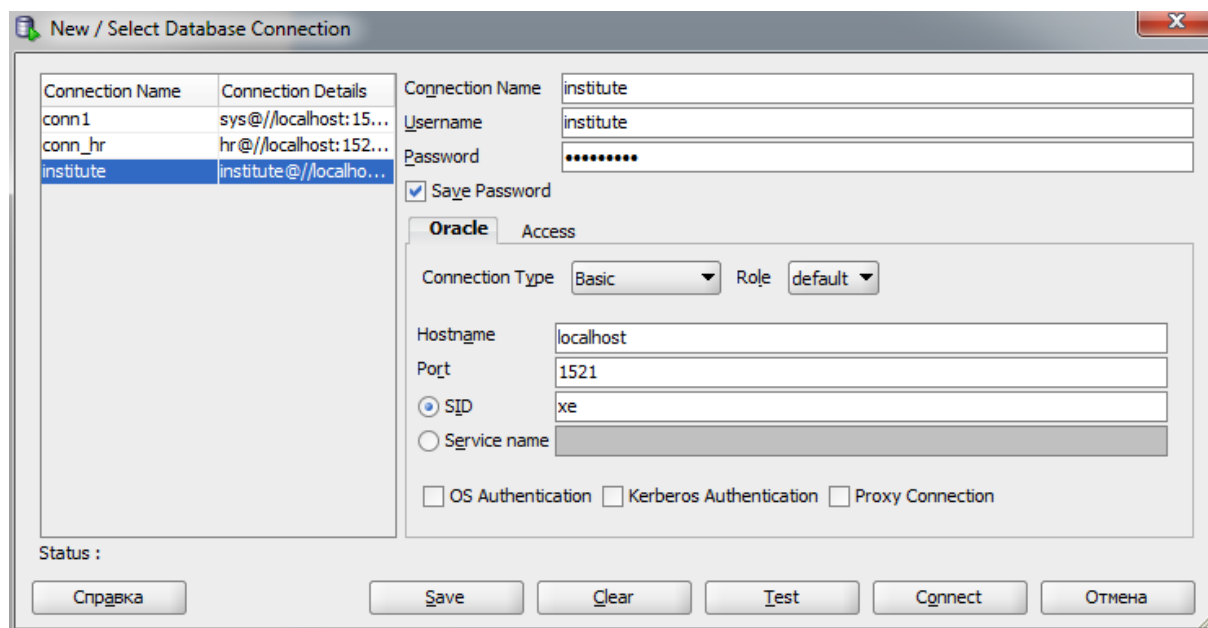 New / Select Database Connection
Connection Name Connection Details
conn1 sys@//localhost:15...
conn_hr hr@//localhost:152...
institute institute@//localho...
Connection Name institute
Username institute
Password •••••••••
Save Password
Oracle Access
Connection Type Basic Role default
Hostname localhost
Port 1521
SID xe
Service name
OS Authentication Kerberos Authentication Proxy Connection
Status :
Справка Save Clear Test Connect Отмена